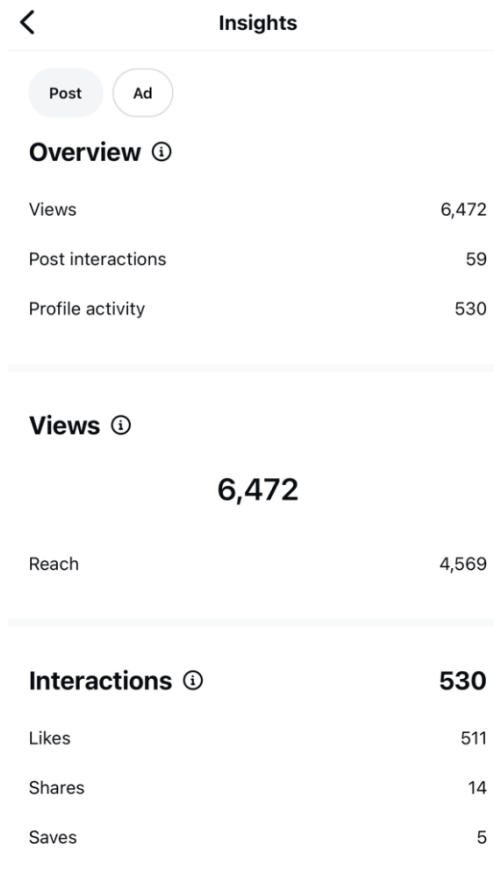 Insights
Post Ad
Overview
Views 6,472
Post interactions 59
Profile activity 530
Views
6,472
Reach 4,569
Interactions 530
Likes 511
Shares 14
Saves 5